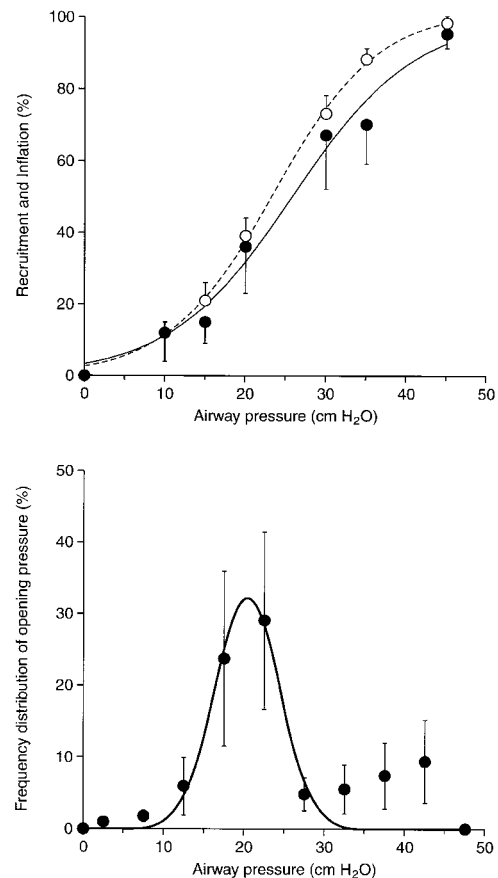 Recruitment and Inflation (%)
100
80
60
40
20
0
0 10 20 30 40 50
Airway pressure (cm H₂O)
Frequency distribution of opening pressure (%)
50
40
30
20
10
0
0 10 20 30 40 50
Airway pressure (cm H₂O)